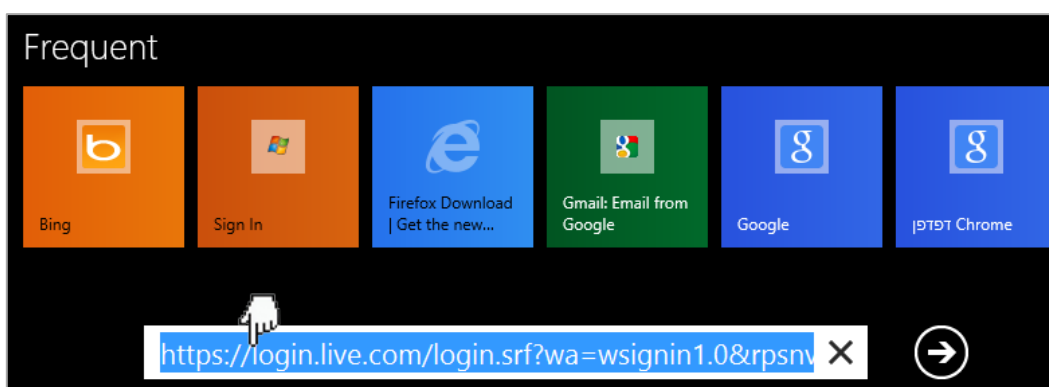 Frequent
Bing
Sign In
Firefox Download
| Get the new...
Gmail: Email from
Google
Google
דפדפן Chrome
https://login.live.com/login.srf?wa=wsignin1.0&rpsnv